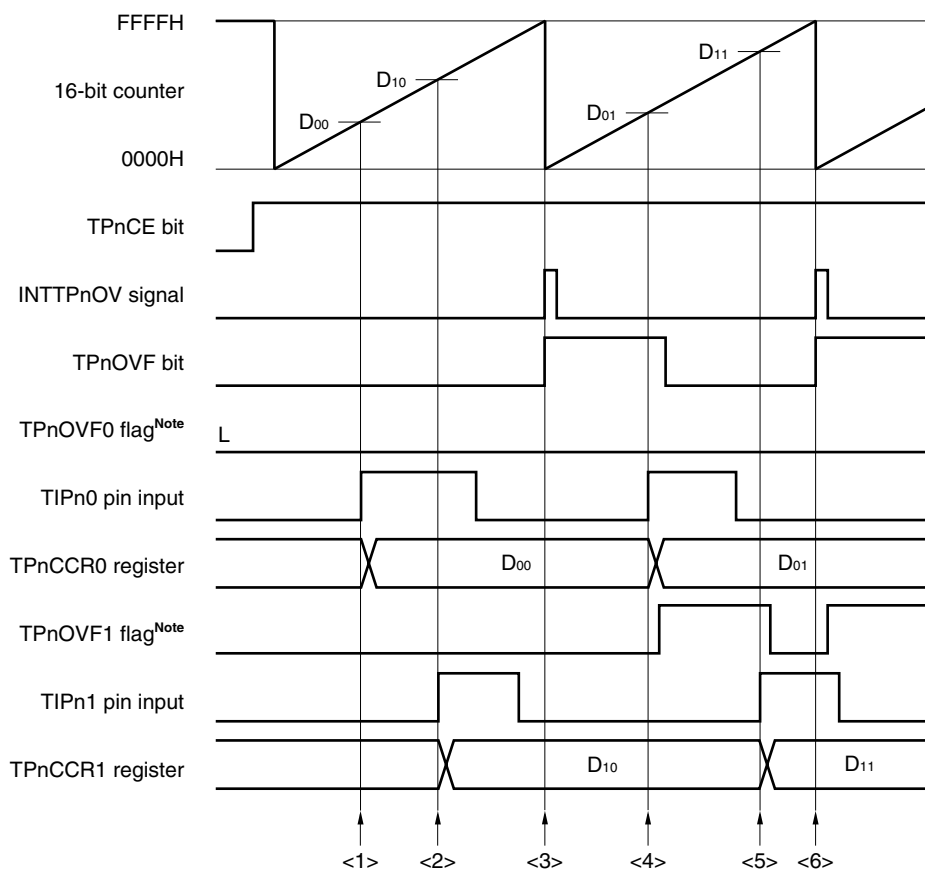 FFFFH
D11
D10
16-bit counter
D01
D00
0000H
TPnCE bit
INTTPnOV signal
TPnOVF bit
TPnOVF0 flagNote
L
TIPn0 pin input
TPnCCR0 register
D00
D01
TPnOVF1 flagNote
TIPn1 pin input
TPnCCR1 register
D10
D11
<1> <2> <3> <4> <5> <6>